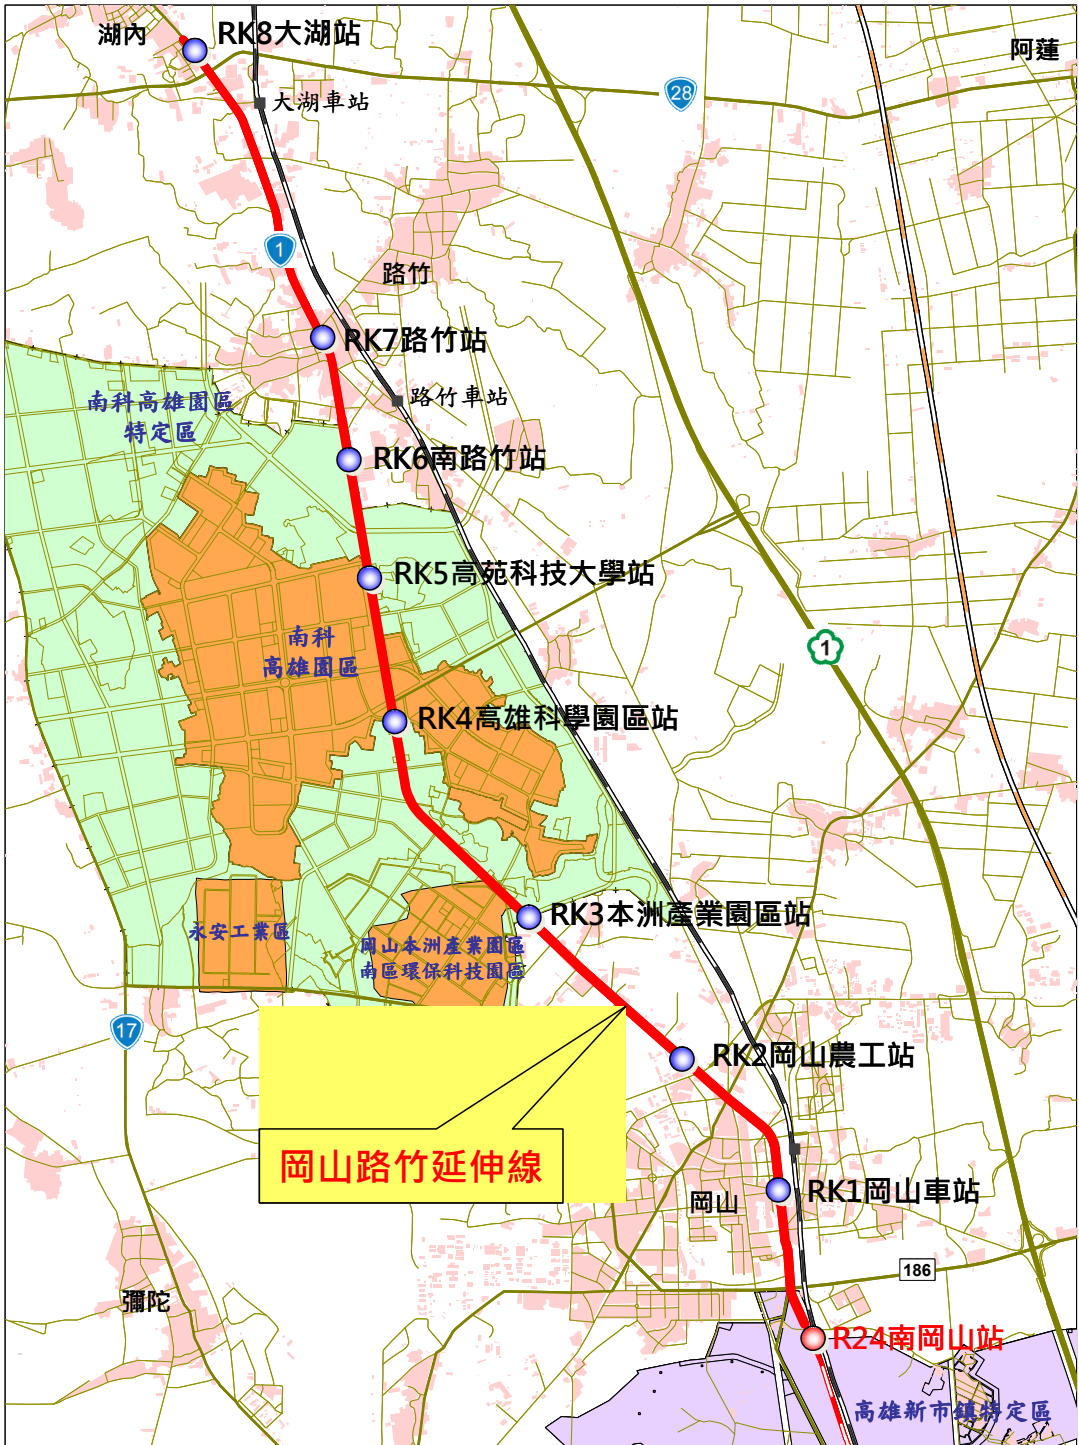 湖內
RK8大湖站
阿蓮
大湖車站
28
1
路竹
RK7路竹站
路竹車站
南科高雄園區
特定區
RK6南路竹站
RK5高苑科技大學站
南科
高雄園區
1
RK4高雄科學園區站
RK3本洲產業園區站
永安工業區
岡山本洲產業園區
南區環保科技園區
17
RK2岡山農工站
岡山路竹延伸線
RK1岡山車站
岡山
186
彌陀
R24南岡山站
高雄新市鎮特定區